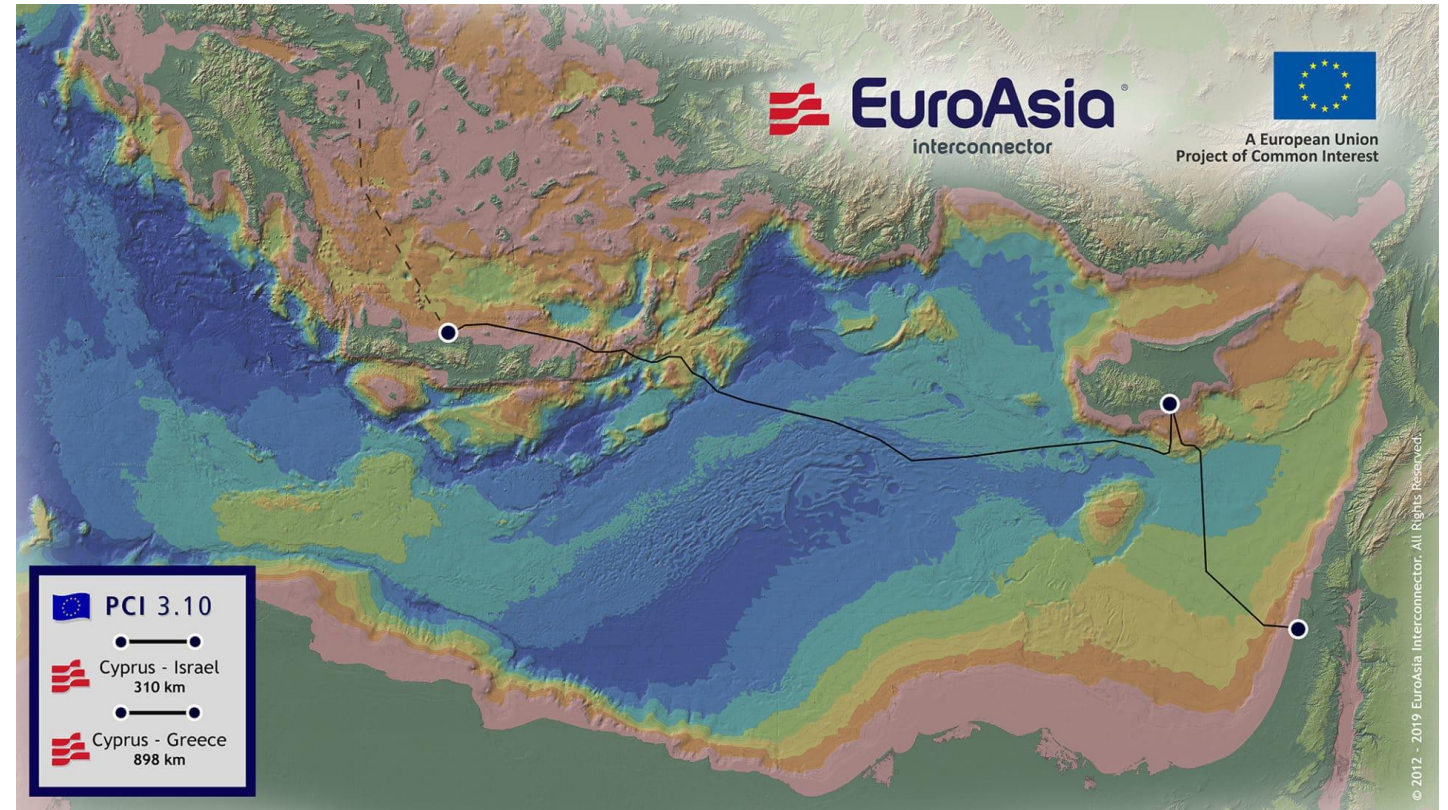 EuroAsia®
interconnector
A European Union
Project of Common Interest
PCI 3.10
Cyprus - Israel
310 km
Cyprus - Greece
898 km
© 2012 - 2019 EuroAsia Interconnector. All Rights Reserved.